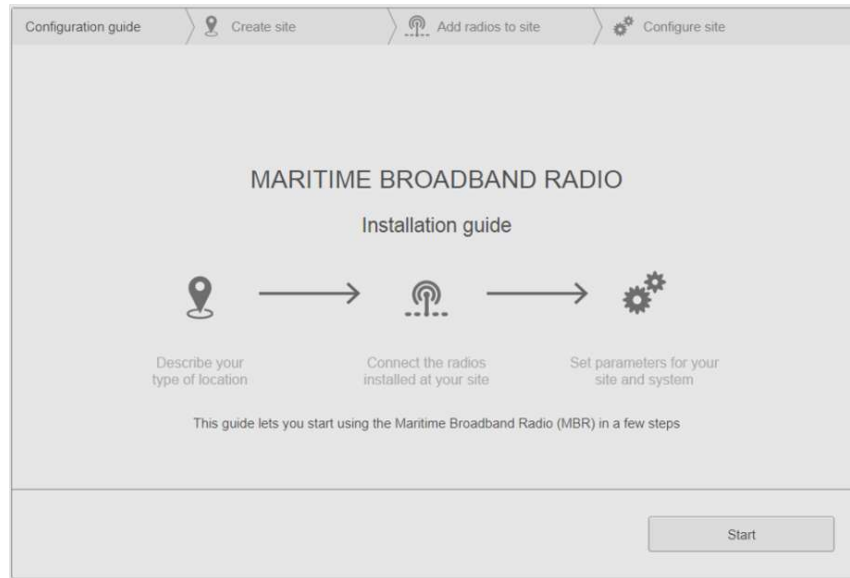 Configuration guide
Create site
Add radios to site
Configure site
MARITIME BROADBAND RADIO
Installation guide
Describe your
type of location
Connect the radios
installed at your site
Set parameters for your
site and system
This guide lets you start using the Maritime Broadband Radio (MBR) in a few steps
Start